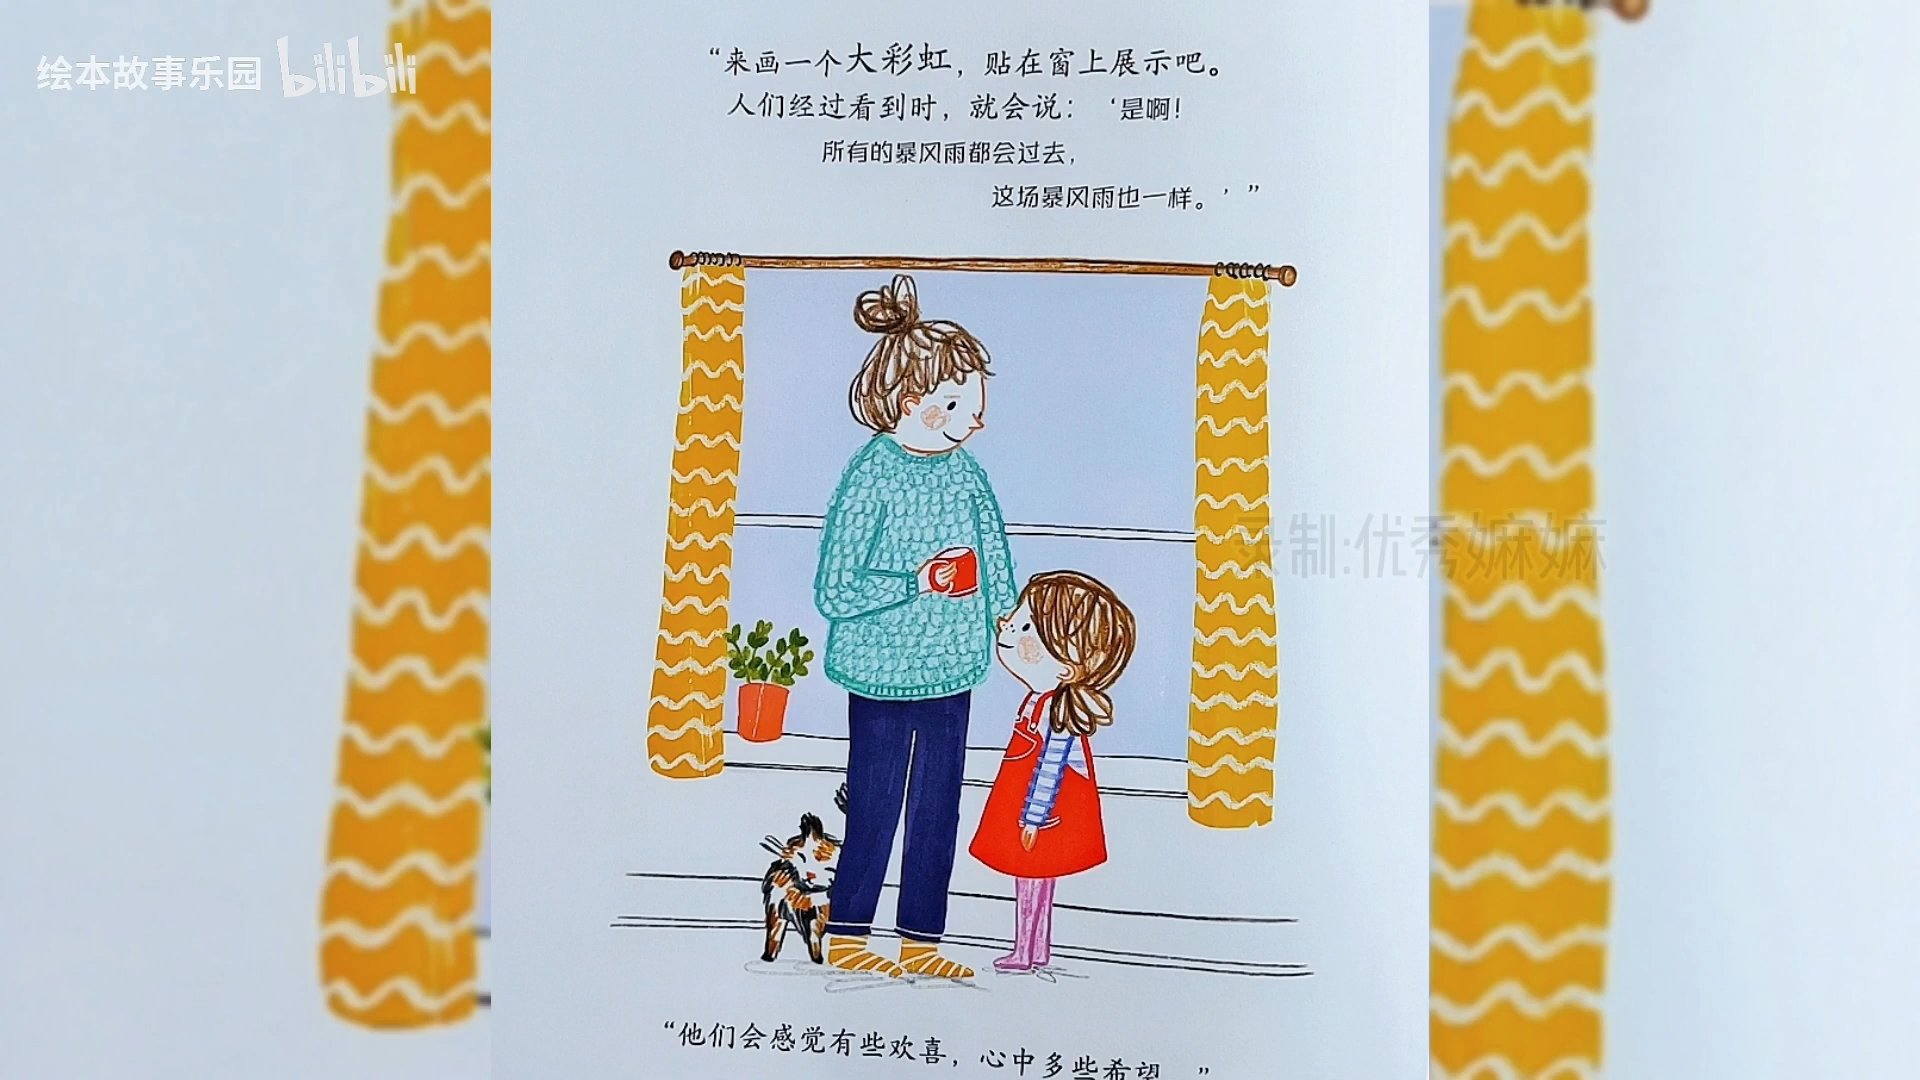 绘本故事乐园 bilibili
“来画一个大彩虹，贴在窗上展示吧。
人们经过看到时，就会说：‘是啊！
所有的暴风雨都会过去，
这场暴风雨也一样。’”
录制:优秀嫲嫲
“他们会感觉有些欢喜，心中多些希望。”